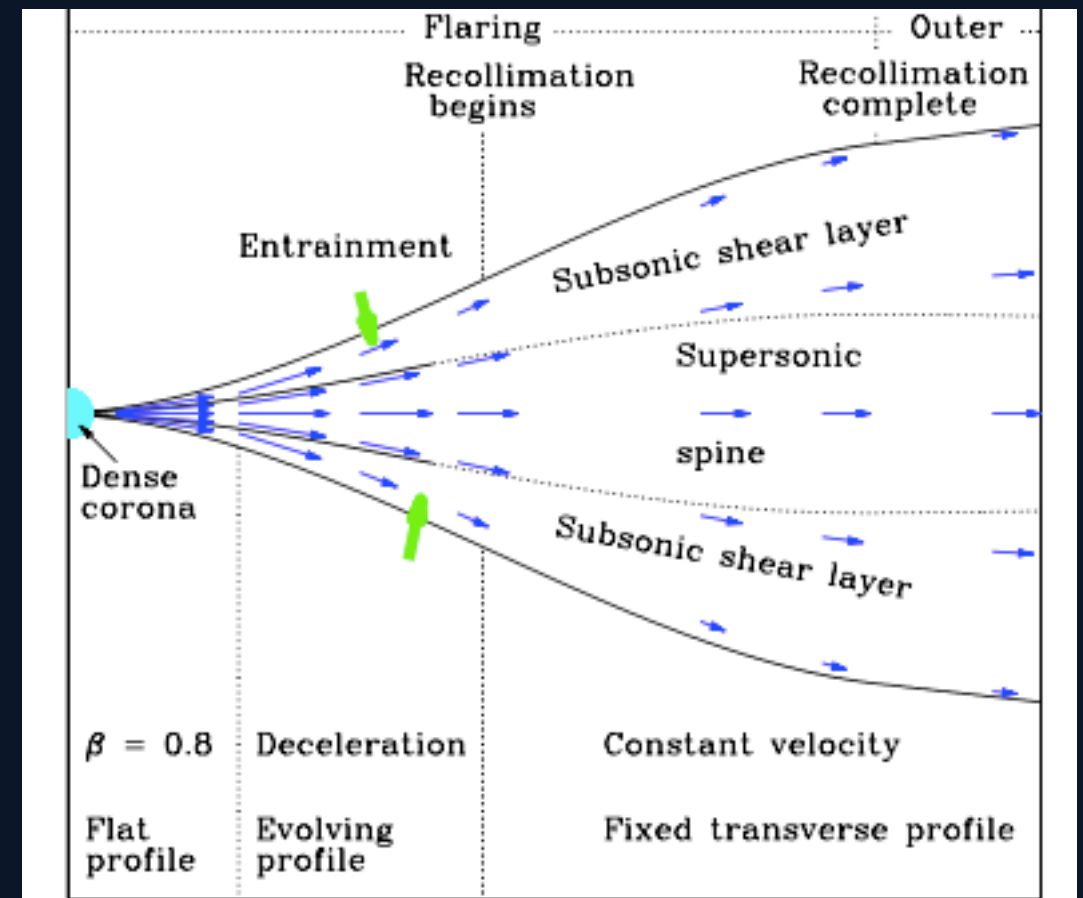 Flaring
Outer
Recollimation
begins
Recollimation
complete
Entrainment
Subsonic shear layer
Supersonic
spine
Dense
corona
Subsonic shear layer
β = 0.8
Deceleration
Constant velocity
Flat
profile
Evolving
profile
Fixed transverse profile